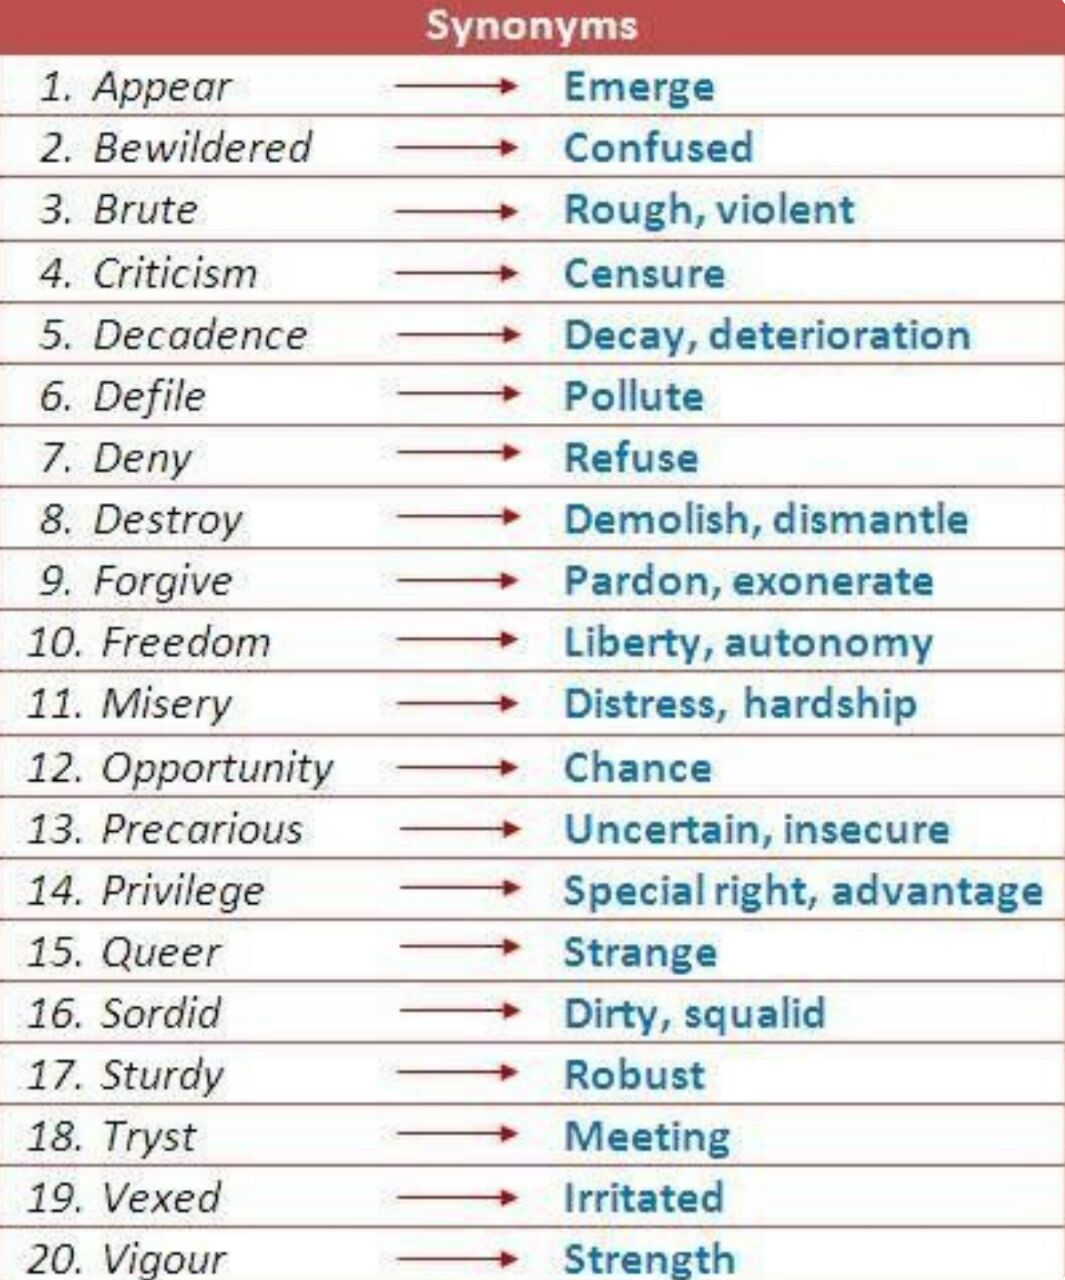 Synonyms
1. Appear → Emerge
2. Bewildered → Confused
3. Brute → Rough, violent
4. Criticism → Censure
5. Decadence → Decay, deterioration
6. Defile → Pollute
7. Deny → Refuse
8. Destroy → Demolish, dismantle
9. Forgive → Pardon, exonerate
10. Freedom → Liberty, autonomy
11. Misery → Distress, hardship
12. Opportunity → Chance
13. Precarious → Uncertain, insecure
14. Privilege → Special right, advantage
15. Queer → Strange
16. Sordid → Dirty, squalid
17. Sturdy → Robust
18. Tryst → Meeting
19. Vexed → Irritated
20. Vigour → Strength